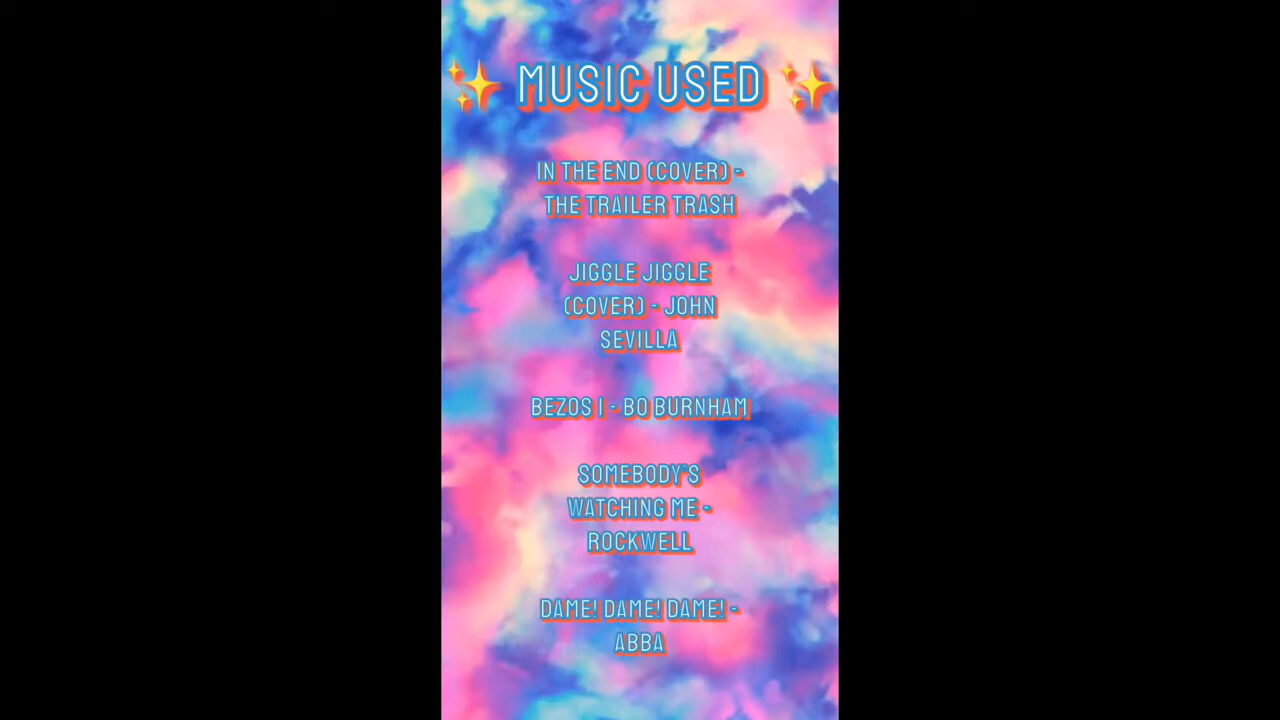 ✨ MUSIC USED ✨
IN THE END (COVER) -
THE TRAILER TRASH
JIGGLE JIGGLE
(COVER) - JOHN
SEVILLA
BEZOS I - BO BURNHAM
SOMEBODY'S
WATCHING ME -
ROCKWELL
DAME! DAME! DAME! -
ABBA